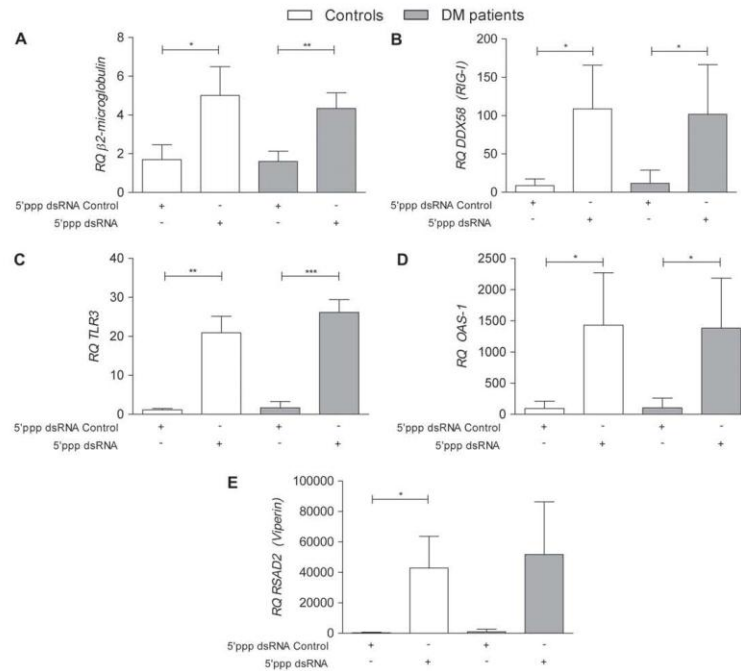 Controls DM patients
A
RQ β2-microglobulin
8
6
4
2
0
* **
5'ppp dsRNA Control + - + -
5'ppp dsRNA - + - +
B
RQ DDX58 (RIG-I)
200
150
100
50
0
* *
5'ppp dsRNA Control + - + -
5'ppp dsRNA - + - +
C
RQ TLR3
40
30
20
10
0
** ***
5'ppp dsRNA Control + - + -
5'ppp dsRNA - + - +
D
RQ OAS-1
2500
2000
1500
1000
500
0
* *
5'ppp dsRNA Control + - + -
5'ppp dsRNA - + - +
E
RQ RSAD2 (Viperin)
100000
80000
60000
40000
20000
0
*
5'ppp dsRNA Control + - + -
5'ppp dsRNA - + - +